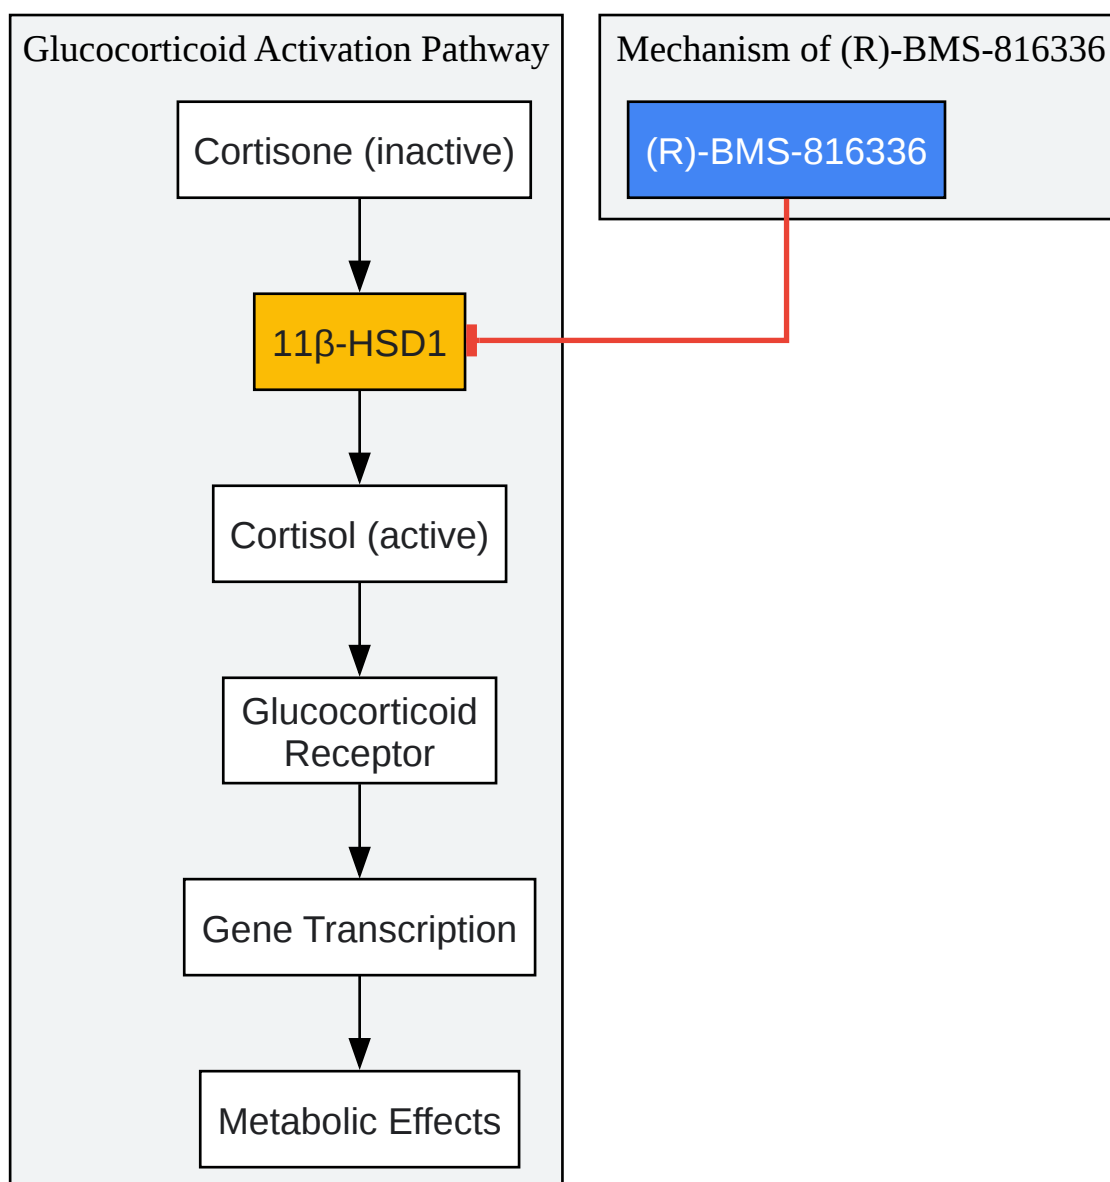 Glucocorticoid Activation Pathway
Cortisone (inactive)
11β-HSD1
Cortisol (active)
Glucocorticoid
Receptor
Gene Transcription
Metabolic Effects
Mechanism of (R)-BMS-816336
(R)-BMS-816336